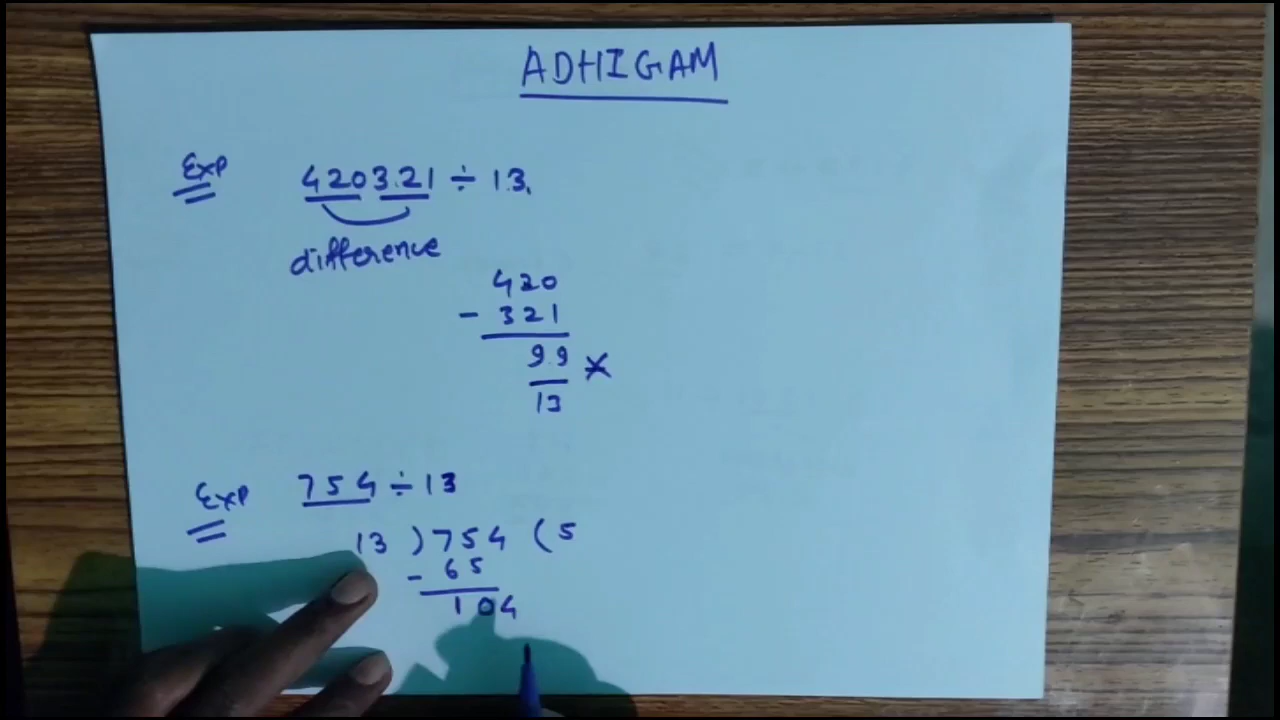 ADHIGAM
Exp 420321 ÷ 13.
difference
420
- 321
99 ×
13
Exp 754 ÷ 13
13 ) 754 ( 5
- 65
104